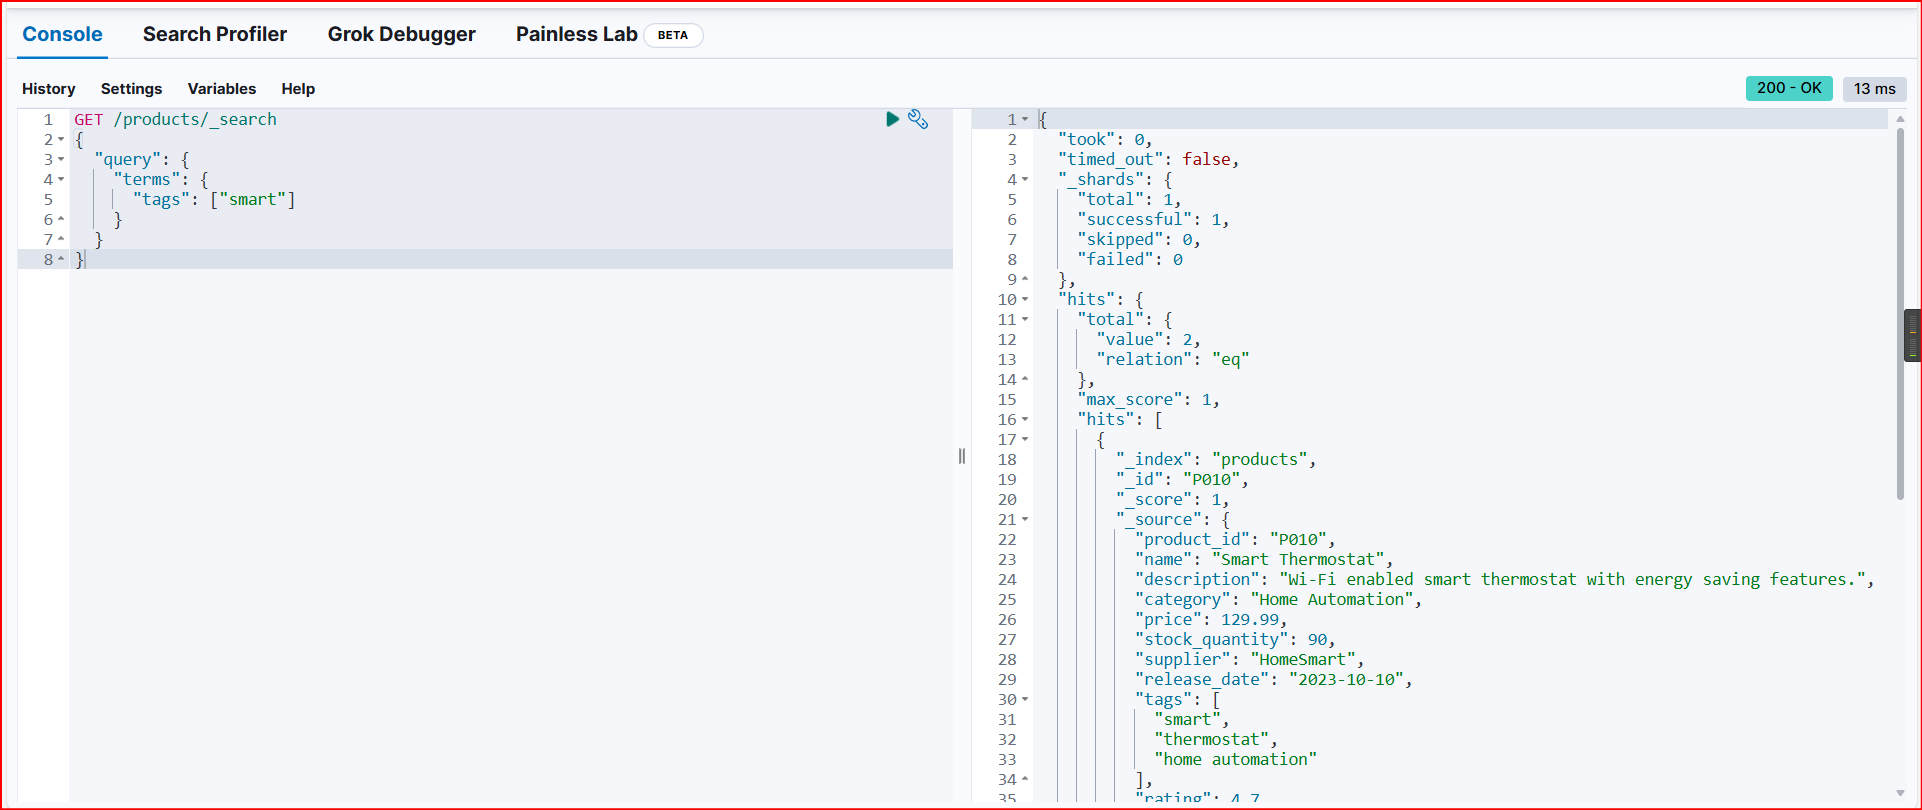 Console Search Profiler Grok Debugger Painless Lab BETA
History Settings Variables Help 200 - OK 13 ms
1 GET /products/_search
2 {
3 "query": {
4 "terms": {
5 "tags": ["smart"]
6 }
7 }
8 }
1 {
2 "took": 0,
3 "timed_out": false,
4 "_shards": {
5 "total": 1,
6 "successful": 1,
7 "skipped": 0,
8 "failed": 0
9 },
10 "hits": {
11 "total": {
12 "value": 2,
13 "relation": "eq"
14 },
15 "max_score": 1,
16 "hits": [
17 {
18 "_index": "products",
19 "_id": "P010",
20 "_score": 1,
21 "_source": {
22 "product_id": "P010",
23 "name": "Smart Thermostat",
24 "description": "Wi-Fi enabled smart thermostat with energy saving features.",
25 "category": "Home Automation",
26 "price": 129.99,
27 "stock_quantity": 90,
28 "supplier": "HomeSmart",
29 "release_date": "2023-10-10",
30 "tags": [
31 "smart",
32 "thermostat",
33 "home automation"
34 ],
35 "rating": 4.7